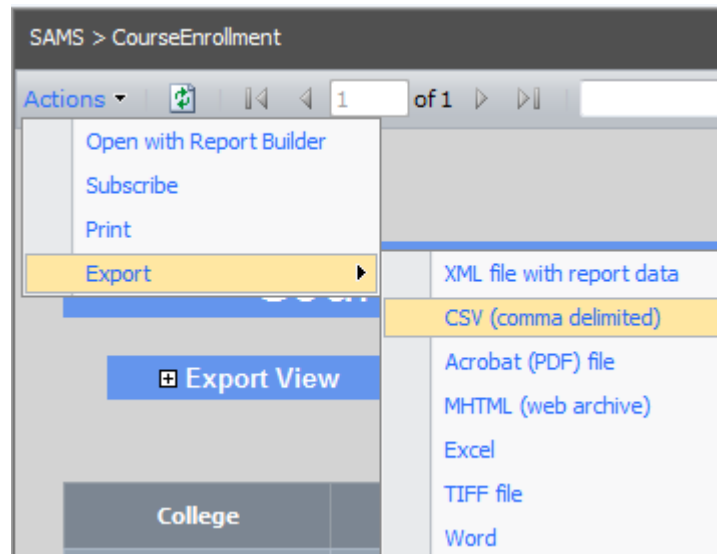 SAMS > CourseEnrollment
Actions 1 of 1
Open with Report Builder
Subscribe
Print
Export
XML file with report data
CSV (comma delimited)
Acrobat (PDF) file
MHTML (web archive)
Excel
TIFF file
Word
Export View
College